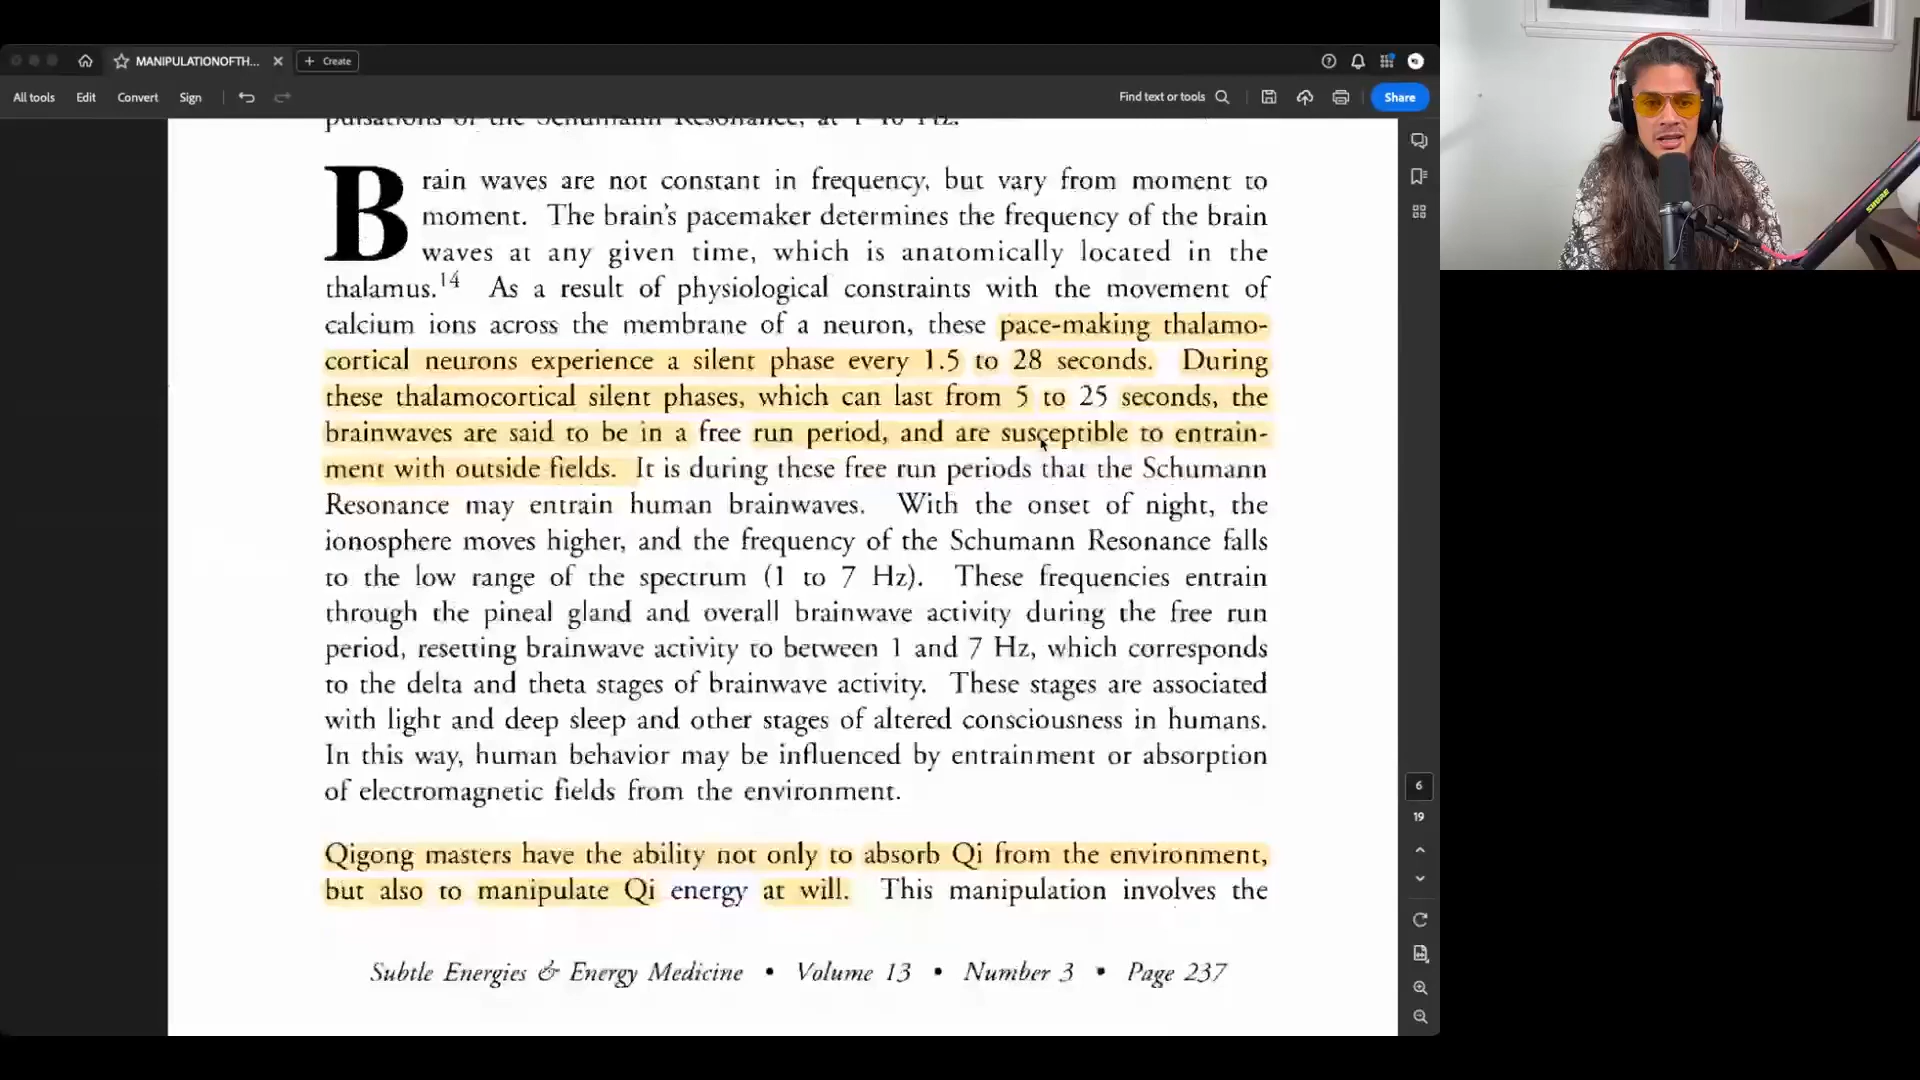 MANIPULATIONOFTH...
Create
All tools
Edit
Convert
Sign
Find text or tools
Share
pulsations of the Schumann Resonance, at 1-10 Hz.
Brain waves are not constant in frequency, but vary from moment to
moment. The brain's pacemaker determines the frequency of the brain
waves at any given time, which is anatomically located in the
thalamus.14 As a result of physiological constraints with the movement of
calcium ions across the membrane of a neuron, these pace-making thalamo-
cortical neurons experience a silent phase every 1.5 to 28 seconds. During
these thalamocortical silent phases, which can last from 5 to 25 seconds, the
brainwaves are said to be in a free run period, and are susceptible to entrain-
ment with outside fields. It is during these free run periods that the Schumann
Resonance may entrain human brainwaves. With the onset of night, the
ionosphere moves higher, and the frequency of the Schumann Resonance falls
to the low range of the spectrum (1 to 7 Hz). These frequencies entrain
through the pineal gland and overall brainwave activity during the free run
period, resetting brainwave activity to between 1 and 7 Hz, which corresponds
to the delta and theta stages of brainwave activity. These stages are associated
with light and deep sleep and other stages of altered consciousness in humans.
In this way, human behavior may be influenced by entrainment or absorption
of electromagnetic fields from the environment.
Qigong masters have the ability not only to absorb Qi from the environment,
but also to manipulate Qi energy at will. This manipulation involves the
Subtle Energies & Energy Medicine • Volume 13 • Number 3 • Page 237
6
19
SHURE